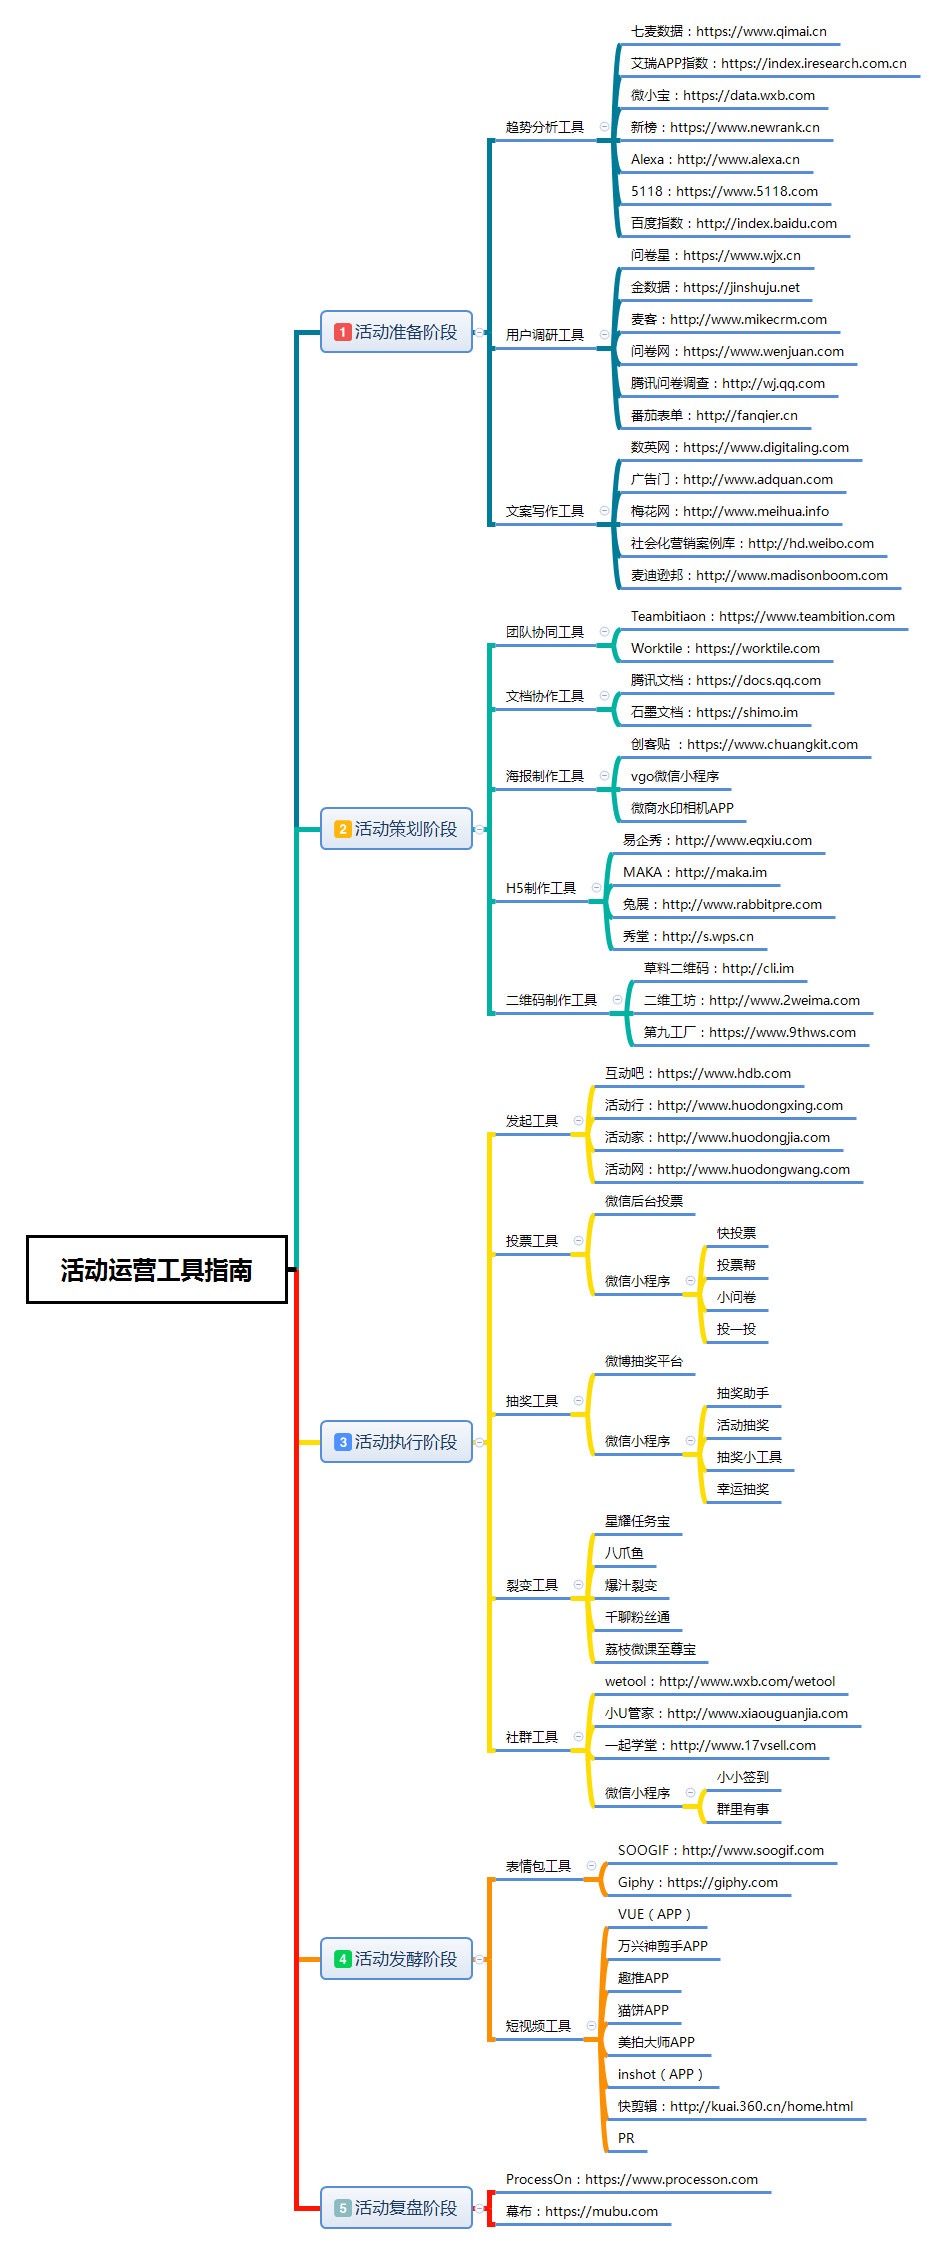 活动运营工具指南
1 活动准备阶段
趋势分析工具
七麦数据：https://www.qimai.cn
艾瑞APP指数：https://index.iresearch.com.cn
微小宝：https://data.wxb.com
新榜：https://www.newrank.cn
Alexa：http://www.alexa.cn
5118：https://www.5118.com
百度指数：http://index.baidu.com
用户调研工具
问卷星：https://www.wjx.cn
金数据：https://jinshuju.net
麦客：http://www.mikecrm.com
问卷网：https://www.wenjuan.com
腾讯问卷调查：http://wj.qq.com
番茄表单：http://fanqier.cn
文案写作工具
数英网：https://www.digitaling.com
广告门：http://www.adquan.com
梅花网：http://www.meihua.info
社会化营销案例库：http://hd.weibo.com
麦迪逊邦：http://www.madisonboom.com
2 活动策划阶段
团队协同工具
Teambitiaon：https://www.teambition.com
Worktile：https://worktile.com
文档协作工具
腾讯文档：https://docs.qq.com
石墨文档：https://shimo.im
海报制作工具
创客贴 ：https://www.chuangkit.com
vgo微信小程序
微商水印相机APP
H5制作工具
易企秀：http://www.eqxiu.com
MAKA：http://maka.im
兔展：http://www.rabbitpre.com
秀堂：http://s.wps.cn
二维码制作工具
草料二维码：http://cli.im
二维工坊：http://www.2weima.com
第九工厂：https://www.9thws.com
3 活动执行阶段
发起工具
互动吧：https://www.hdb.com
活动行：http://www.huodongxing.com
活动家：http://www.huodongjia.com
活动网：http://www.huodongwang.com
投票工具
微信后台投票
微信小程序
快投票
投票帮
小问卷
投一投
抽奖工具
微博抽奖平台
微信小程序
抽奖助手
活动抽奖
抽奖小工具
幸运抽奖
裂变工具
星耀任务宝
八爪鱼
爆汁裂变
千聊粉丝通
荔枝微课至尊宝
社群工具
wetool：http://www.wxb.com/wetool
小U管家：http://www.xiaouguanjia.com
一起学堂：http://www.17vsell.com
微信小程序
小小签到
群里有事
4 活动发酵阶段
表情包工具
SOOGIF：http://www.soogif.com
Giphy：https://giphy.com
短视频工具
VUE（APP）
万兴神剪手APP
趣推APP
猫饼APP
美拍大师APP
inshot（APP）
快剪辑：http://kuai.360.cn/home.html
PR
5 活动复盘阶段
ProcessOn：https://www.processon.com
幕布：https://mubu.com